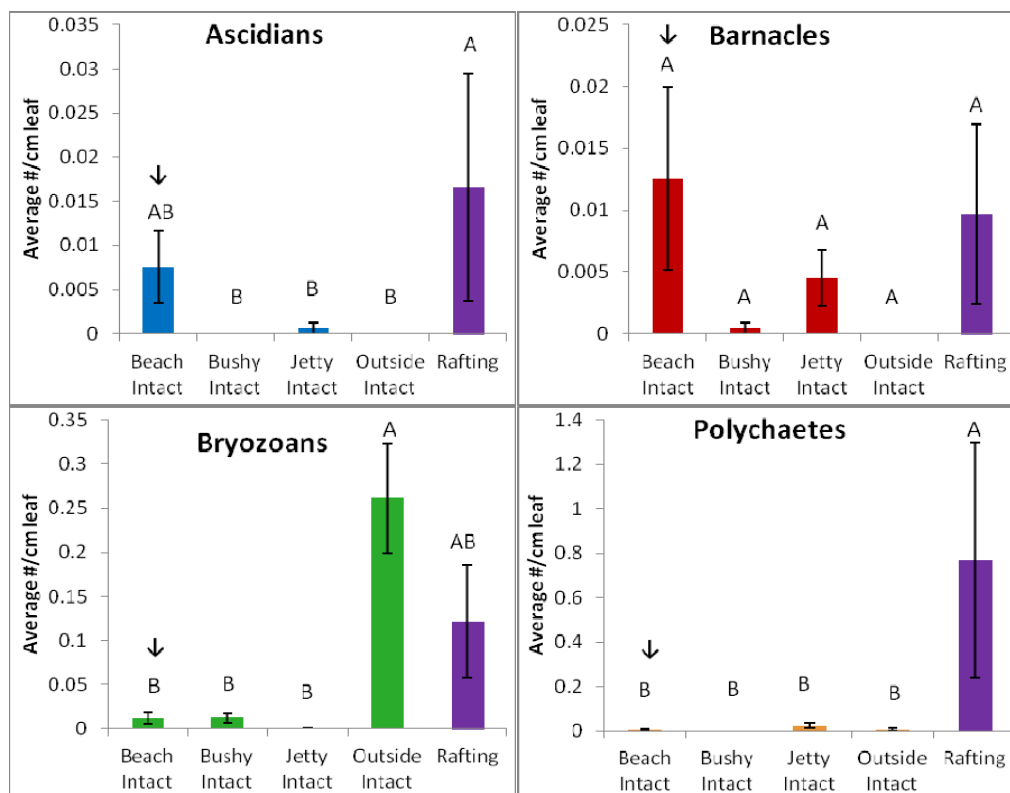 Ascidians
Average #/cm leaf
0.035
0.03
0.025
0.02
0.015
0.01
0.005
0
↓
AB
B
B
B
A
Beach Intact
Bushy Intact
Jetty Intact
Outside Intact
Rafting
Barnacles
Average #/cm leaf
0.025
0.02
0.015
0.01
0.005
0
↓
A
A
A
A
A
Beach Intact
Bushy Intact
Jetty Intact
Outside Intact
Rafting
Bryozoans
Average #/cm leaf
0.35
0.3
0.25
0.2
0.15
0.1
0.05
0
↓
B
B
B
A
AB
Beach Intact
Bushy Intact
Jetty Intact
Outside Intact
Rafting
Polychaetes
Average #/cm leaf
1.4
1.2
1
0.8
0.6
0.4
0.2
0
↓
B
B
B
B
A
Beach Intact
Bushy Intact
Jetty Intact
Outside Intact
Rafting